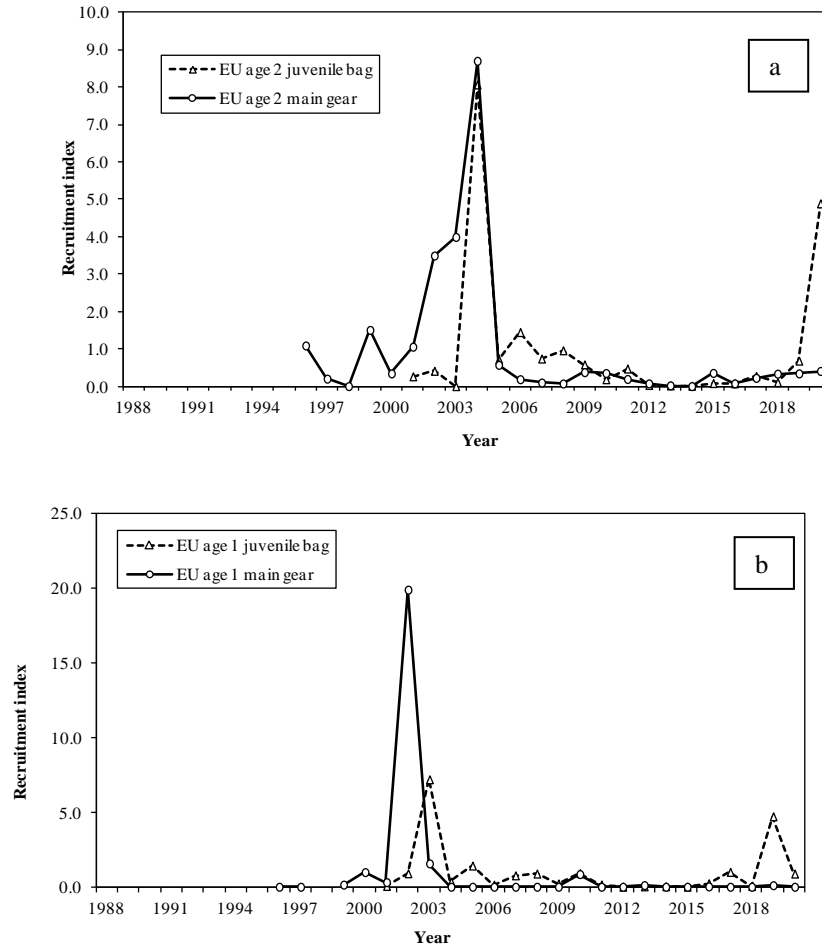 10.0
9.0
8.0
7.0
6.0
5.0
4.0
3.0
2.0
1.0
0.0
Recruitment index
EU age 2 juvenile bag
EU age 2 main gear
a
1988 1991 1994 1997 2000 2003 2006 2009 2012 2015 2018
Year
25.0
20.0
15.0
10.0
5.0
0.0
Recruitment index
EU age 1 juvenile bag
EU age 1 main gear
b
1988 1991 1994 1997 2000 2003 2006 2009 2012 2015 2018
Year